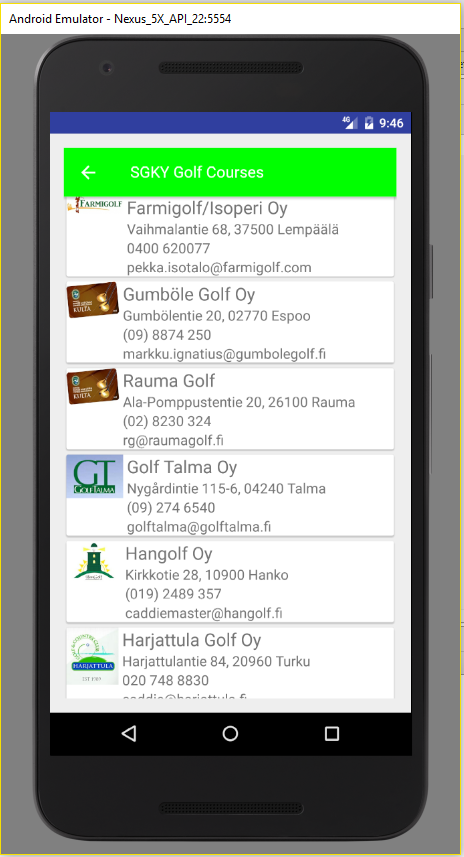 Android Emulator - Nexus_5X_API_22:5554
4G 9:46
SGKY Golf Courses
FARMIGOLF
Farmigolf/Isoperi Oy
Vaihmalantie 68, 37500 Lempäälä
0400 620077
pekka.isotalo@farmigolf.com
KULTA
Gumböle Golf Oy
Gumbölentie 20, 02770 Espoo
(09) 8874 250
markku.ignatius@gumbolegolf.fi
KULTA
Rauma Golf
Ala-Pomppustentie 20, 26100 Rauma
(02) 8230 324
rg@raumagolf.fi
GT
GOLFTALMA
Golf Talma Oy
Nygårdintie 115-6, 04240 Talma
(09) 274 6540
golftalma@golftalma.fi
Hangolf Oy
Kirkkotie 28, 10900 Hanko
(019) 2489 357
caddiemaster@hangolf.fi
HARJATTULA
Harjattula Golf Oy
Harjattulantie 84, 20960 Turku
020 748 8830
caddie@harjattula.fi